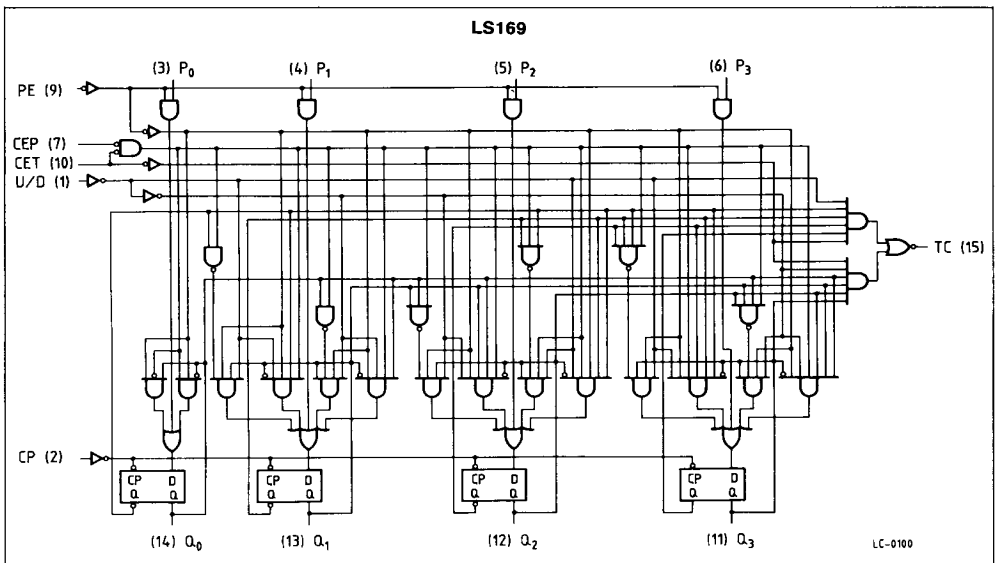 LS169
(3) P0
(4) P1
(5) P2
(6) P3
PE (9)
CEP (7)
CET (10)
U/D (1)
TC (15)
CP (2)
CP D
Q Q
CP D
Q Q
CP D
Q Q
CP D
Q Q
(14) Q0
(13) Q1
(12) Q2
(11) Q3
LC-0100